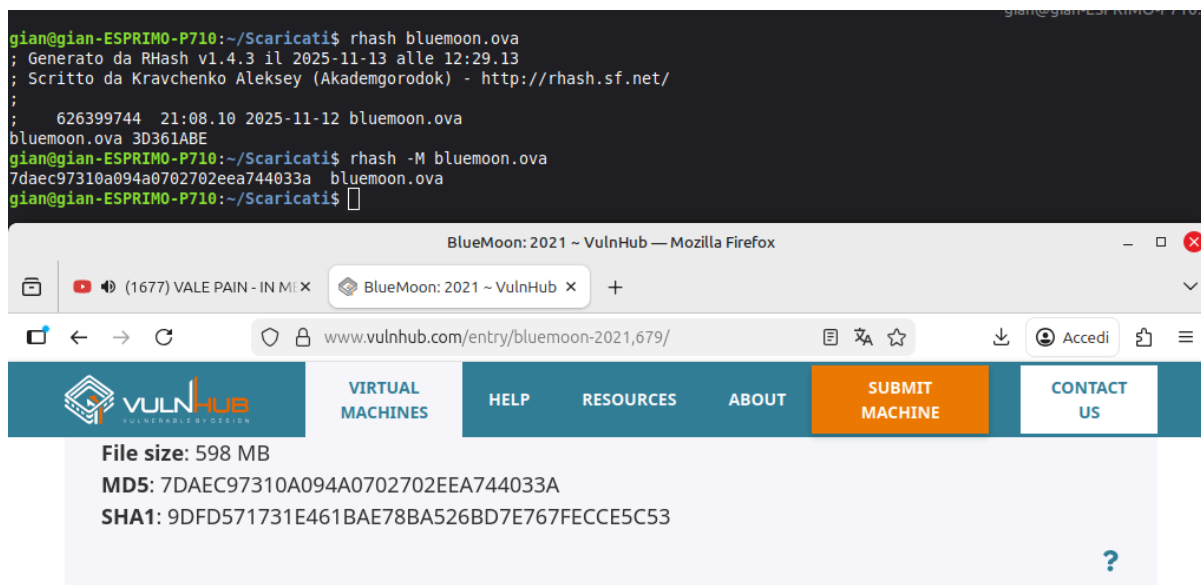 gian@gian-ESPRIMO-P710:~/Scaricati$ rhash bluemoon.ova
; Generato da RHash v1.4.3 il 2025-11-13 alle 12:29.13
; Scritto da Kravchenko Aleksey (Akademgorodok) - http://rhash.sf.net/
;
;    626399744  21:08.10 2025-11-12 bluemoon.ova
bluemoon.ova 3D361ABE
gian@gian-ESPRIMO-P710:~/Scaricati$ rhash -M bluemoon.ova
7daec97310a094a0702702eea744033a  bluemoon.ova
gian@gian-ESPRIMO-P710:~/Scaricati$
BlueMoon: 2021 ~ VulnHub — Mozilla Firefox
(1677) VALE PAIN - IN ME
BlueMoon: 2021 ~ VulnHub
www.vulnhub.com/entry/bluemoon-2021,679/
Accedi
VULNHUB
VULNERABLE BY DESIGN
VIRTUAL
MACHINES
HELP
RESOURCES
ABOUT
SUBMIT
MACHINE
CONTACT
US
File size: 598 MB
MD5: 7DAEC97310A094A0702702EEA744033A
SHA1: 9DFD571731E461BAE78BA526BD7E767FECCE5C53
?